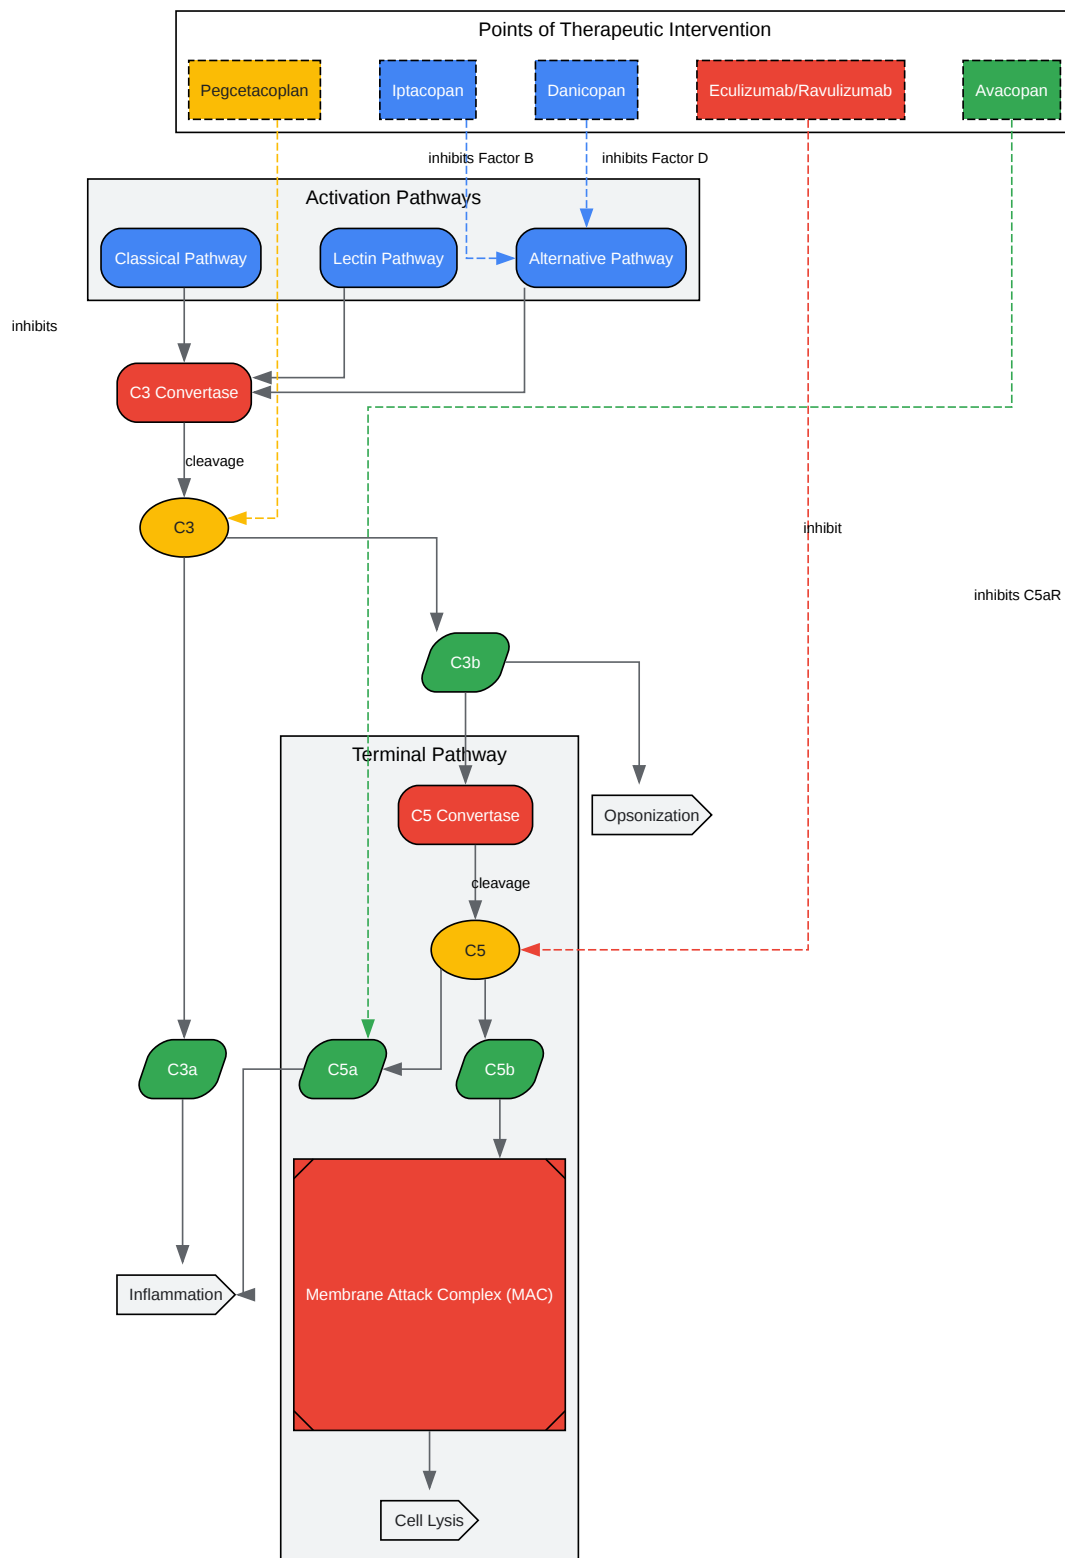 Points of Therapeutic Intervention
Pegcetacoplan
Iptacopan
Danicopan
Eculizumab/Ravulizumab
Avacopan
inhibits Factor B
inhibits Factor D
Activation Pathways
Classical Pathway
Lectin Pathway
Alternative Pathway
inhibits
C3 Convertase
cleavage
C3
inhibit
inhibits C5aR
C3b
Terminal Pathway
C5 Convertase
Opsonization
cleavage
C5
C3a
C5a
C5b
Inflammation
Membrane Attack Complex (MAC)
Cell Lysis